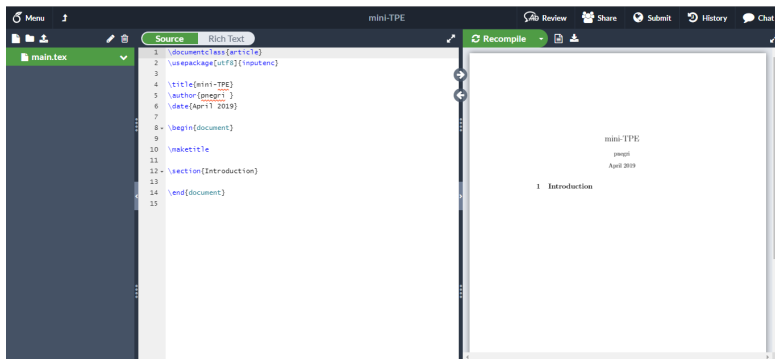 Menu
mini-TPE
Review
Share
Submit
History
Chat
Source
Rich Text
Recompile
main.tex
1 \documentclass{article}
2 \usepackage[utf8]{inputenc}
3
4 \title{mini-TPE}
5 \author{pnegri }
6 \date{April 2019}
7
8 \begin{document}
9
10 \maketitle
11
12 \section{Introduction}
13
14 \end{document}
15
mini-TPE
pnegri
April 2019
1 Introduction